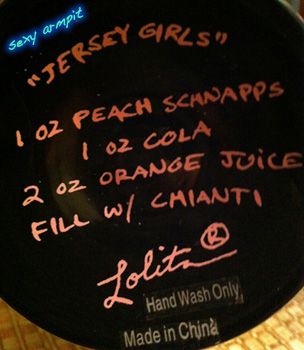 sexy armpit
"JERSEY GIRLS"
1 OZ PEACH SCHNAPPS
1 OZ COLA
2 OZ ORANGE JUICE
FILL W/ CHIANTI
Lolita ®
Hand Wash Only
Made in China